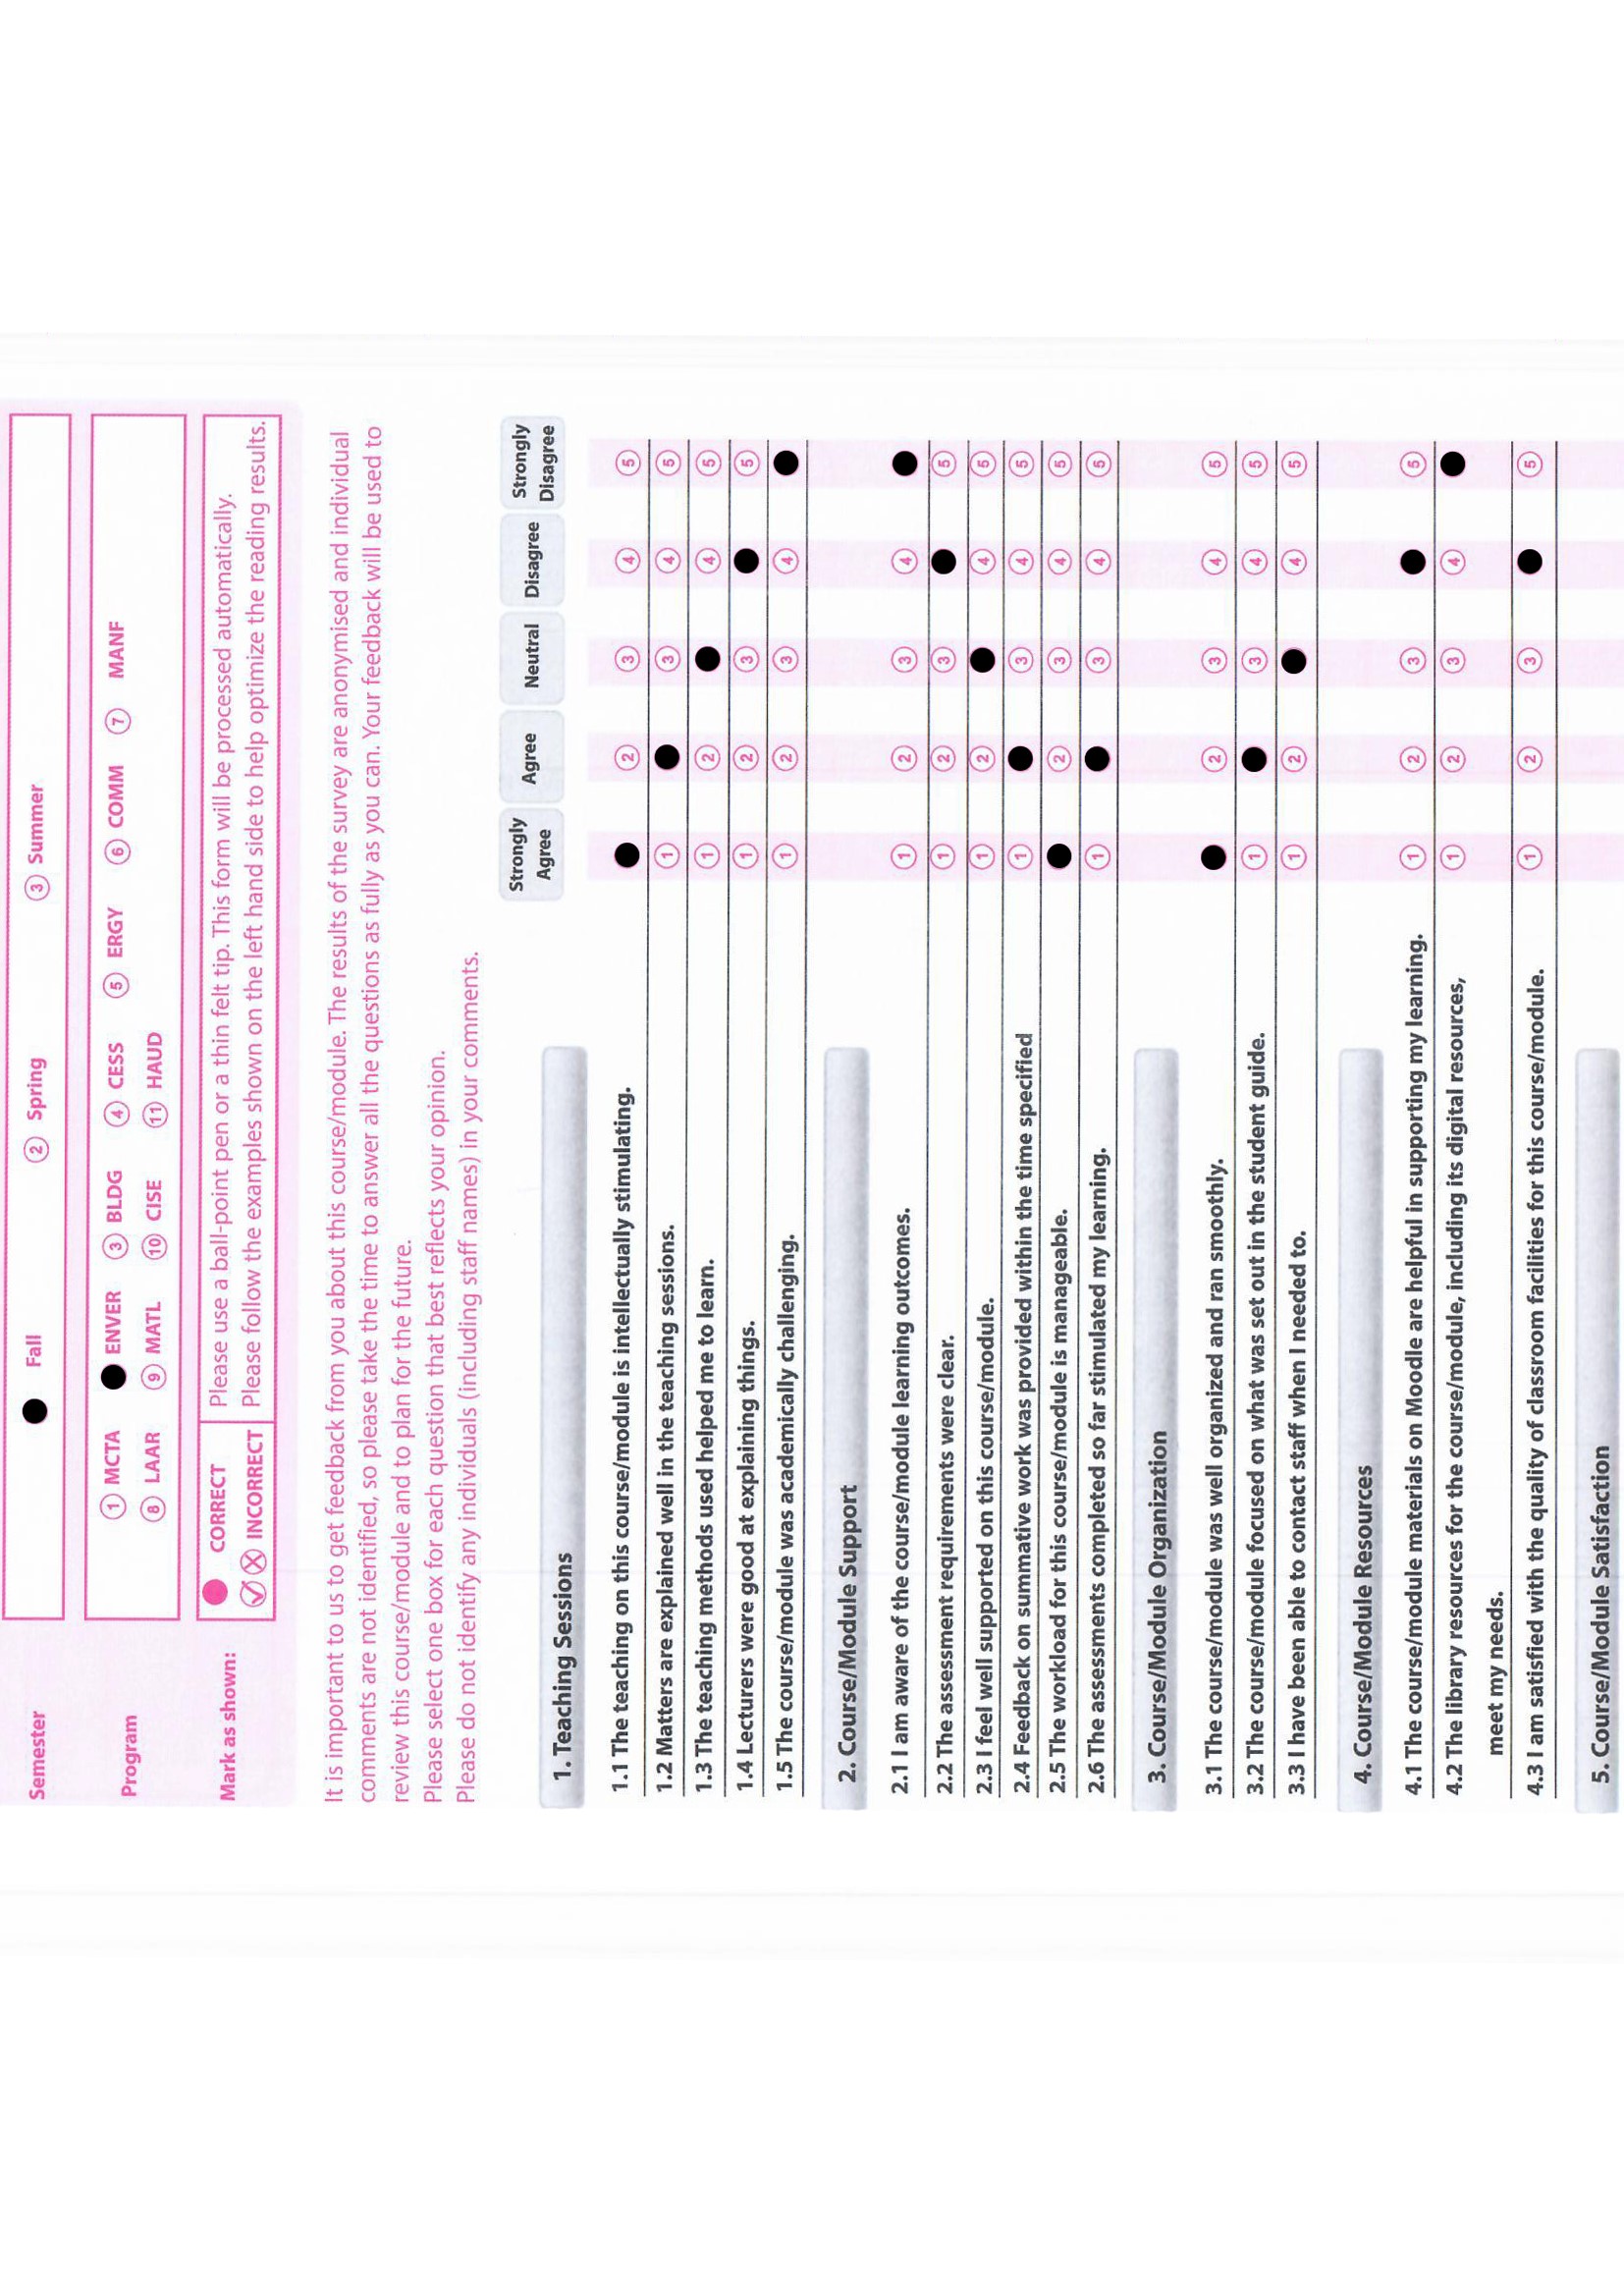 Semester Fall ② Spring ③ Summer
Program ① MCTA ENVER ③ BLDG ④ CESS ⑤ ERGY ⑥ COMM ⑦ MANF
⑧ LAAR ⑨ MATL ⑩ CISE ⑪ HAUD
Mark as shown: CORRECT Please use a ball-point pen or a thin felt tip. This form will be processed automatically.
INCORRECT Please follow the examples shown on the left hand side to help optimize the reading results.
It is important to us to get feedback from you about this course/module. The results of the survey are anonymised and individual
comments are not identified, so please take the time to answer all the questions as fully as you can. Your feedback will be used to
review this course/module and to plan for the future.
Please select one box for each question that best reflects your opinion.
Please do not identify any individuals (including staff names) in your comments.
Strongly Agree Agree Neutral Disagree Strongly Disagree
1. Teaching Sessions
1.1 The teaching on this course/module is intellectually stimulating. ② ③ ④ ⑤
1.2 Matters are explained well in the teaching sessions. ① ③ ④ ⑤
1.3 The teaching methods used helped me to learn. ① ② ④ ⑤
1.4 Lecturers were good at explaining things. ① ② ③ ⑤
1.5 The course/module was academically challenging. ① ② ③ ④
2. Course/Module Support
2.1 I am aware of the course/module learning outcomes. ① ② ③ ④
2.2 The assessment requirements were clear. ① ② ③ ⑤
2.3 I feel well supported on this course/module. ① ② ④ ⑤
2.4 Feedback on summative work was provided within the time specified ① ③ ④ ⑤
2.5 The workload for this course/module is manageable. ② ③ ④ ⑤
2.6 The assessments completed so far stimulated my learning. ① ③ ④ ⑤
3. Course/Module Organization
3.1 The course/module was well organized and ran smoothly. ② ③ ④ ⑤
3.2 The course/module focused on what was set out in the student guide. ① ③ ④ ⑤
3.3 I have been able to contact staff when I needed to. ① ② ④ ⑤
4. Course/Module Resources
4.1 The course/module materials on Moodle are helpful in supporting my learning. ① ② ③ ⑤
4.2 The library resources for the course/module, including its digital resources, ① ② ③ ④
meet my needs.
4.3 I am satisfied with the quality of classroom facilities for this course/module. ① ② ③ ⑤
5. Course/Module Satisfaction